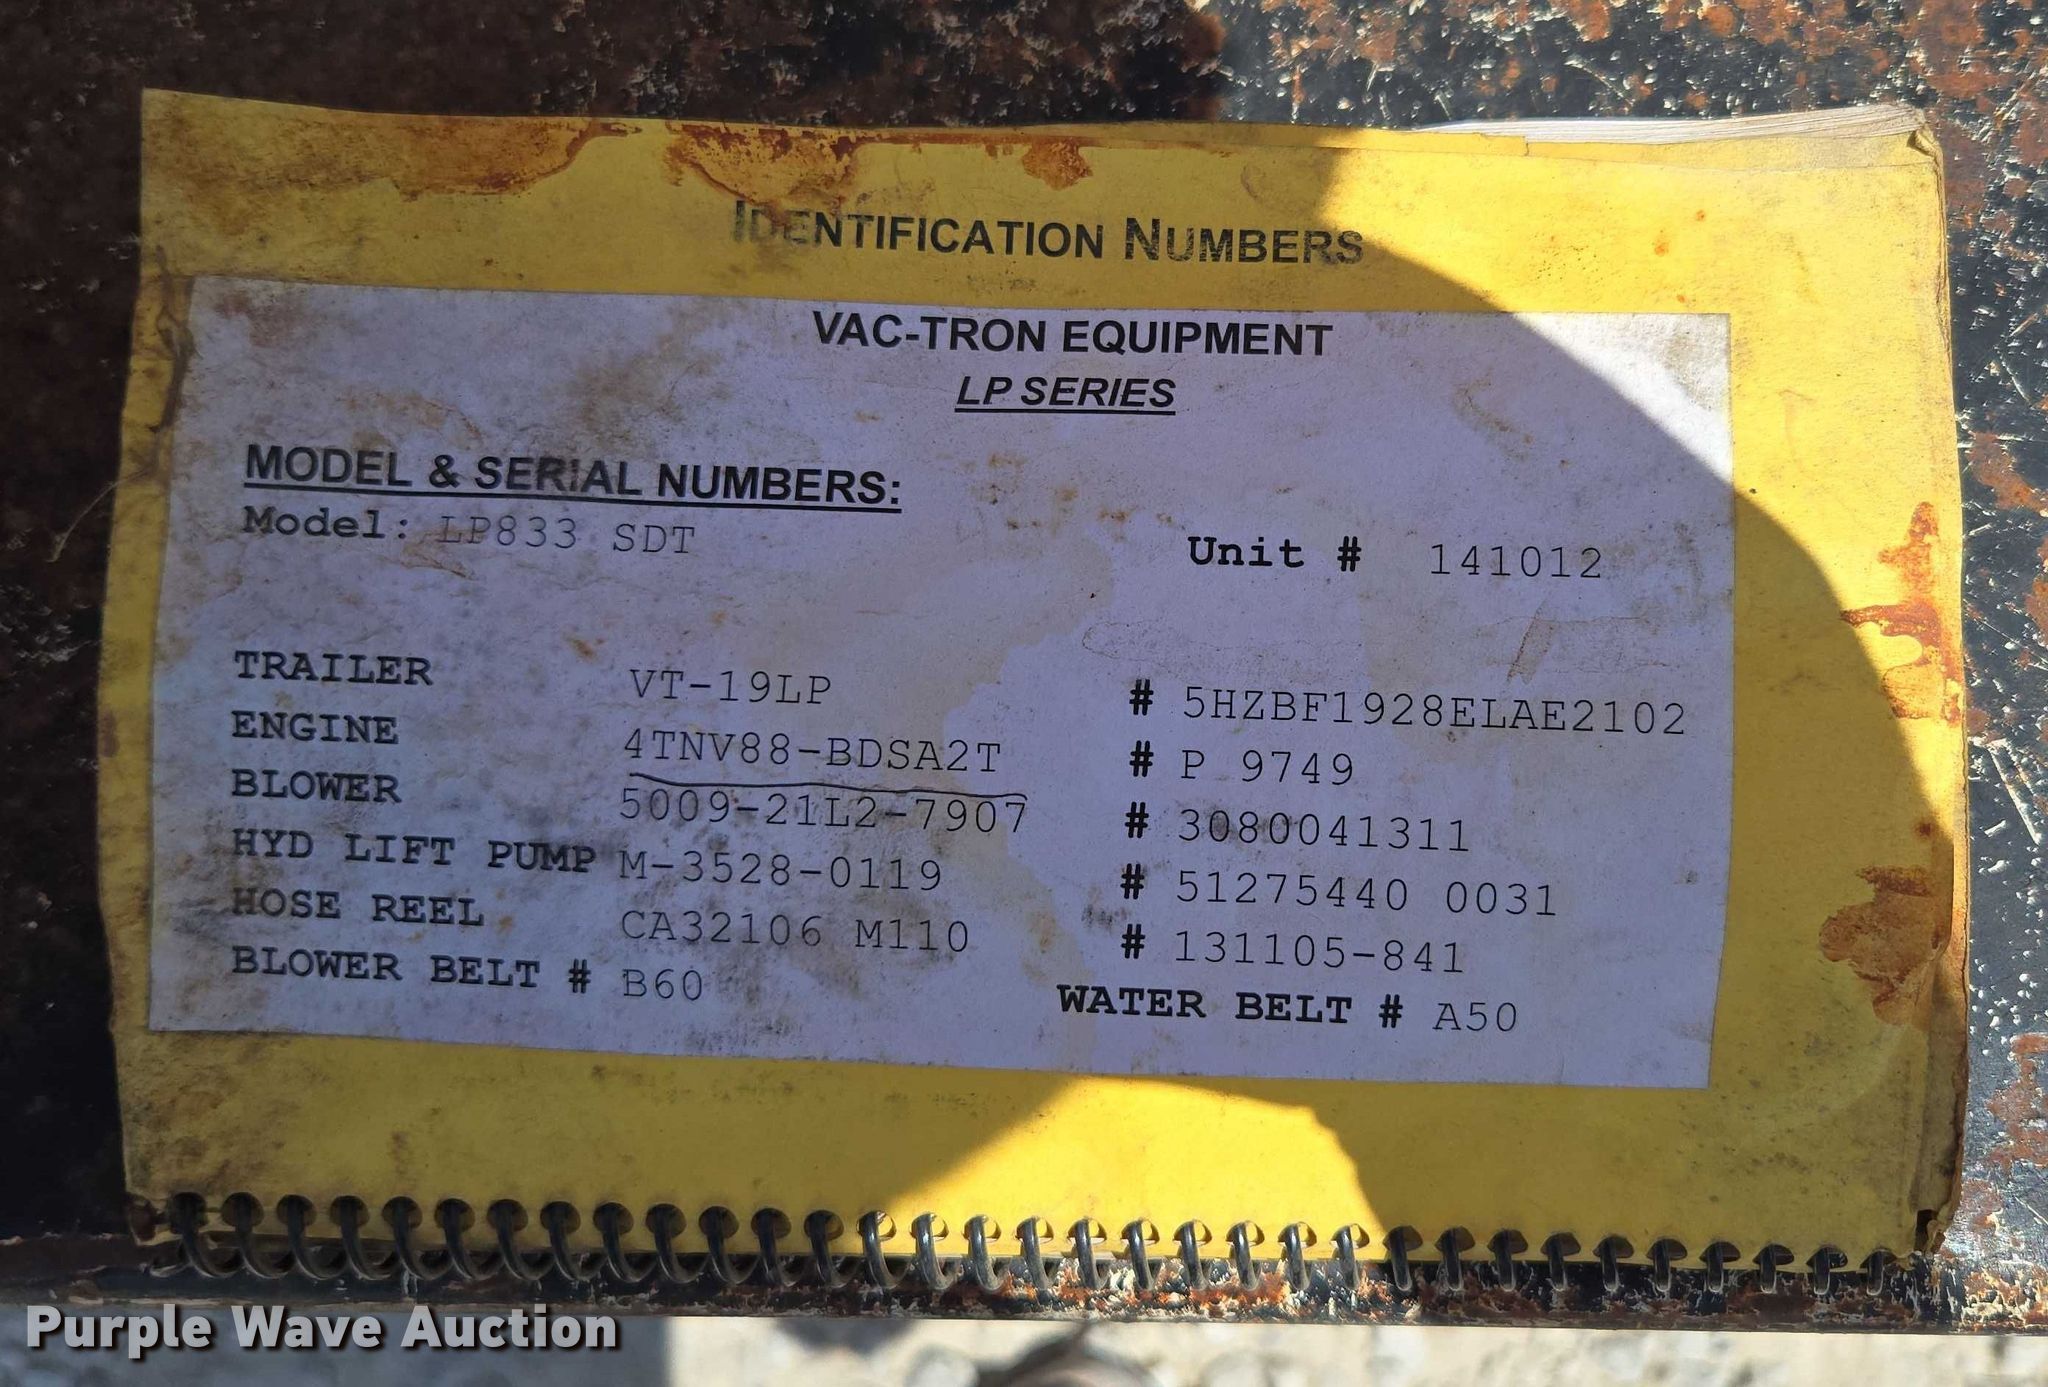 IDENTIFICATION NUMBERS
VAC-TRON EQUIPMENT
LP SERIES
MODEL & SERIAL NUMBERS:
Model: LP833 SDT Unit # 141012
TRAILER VT-19LP # 5HZBF1928ELAE2102
ENGINE 4TNV88-BDSA2T # P 9749
BLOWER 5009-21L2-7907 # 3080041311
HYD LIFT PUMP M-3528-0119 # 51275440 0031
HOSE REEL CA32106 M110 # 131105-841
BLOWER BELT # B60 WATER BELT # A50
Purple Wave Auction